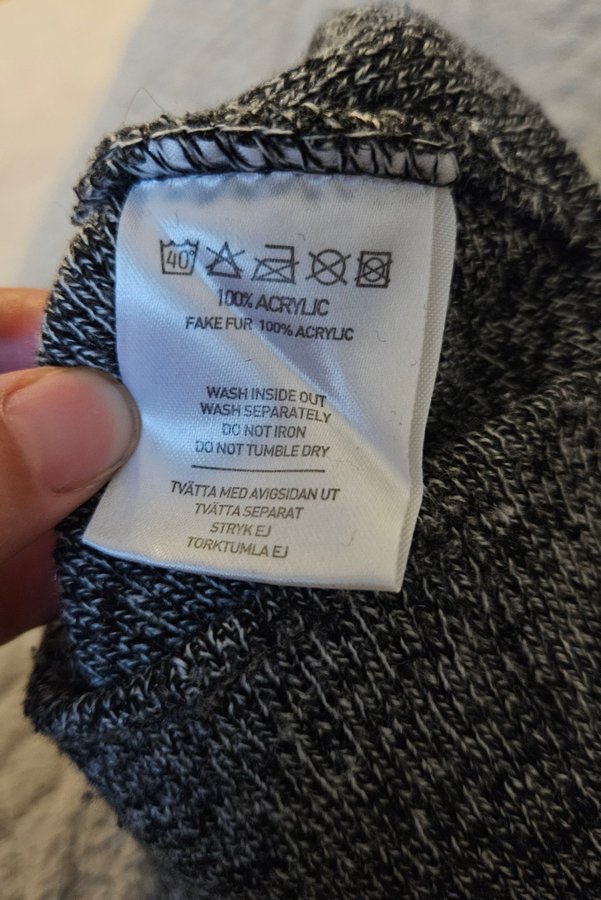 40°
100% ACRYLIC
FAKE FUR 100% ACRYLIC
WASH INSIDE OUT
WASH SEPARATELY
DO NOT IRON
DO NOT TUMBLE DRY
TVÄTTA MED AVIGSIDAN UT
TVÄTTA SEPARAT
STRYK EJ
TORKTUMLA EJ